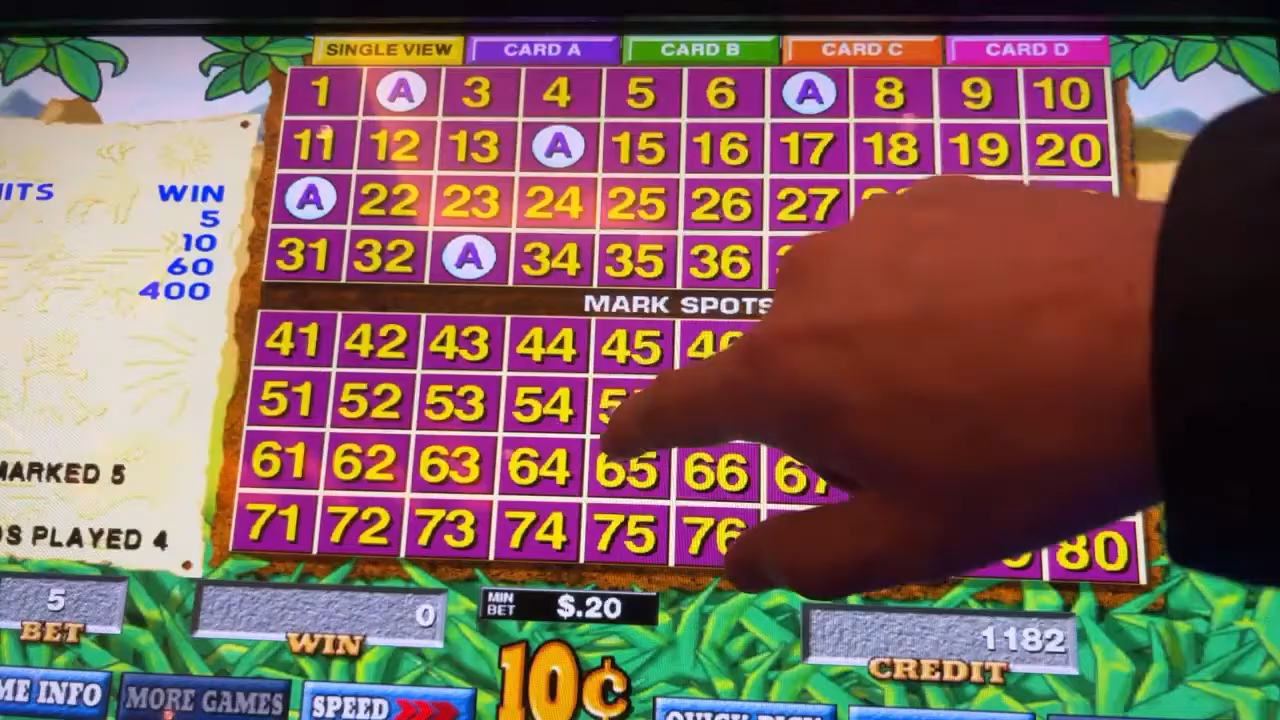 SINGLE VIEW CARD A CARD B CARD C CARD D
1 A 3 4 5 6 A 8 9 10
11 12 13 A 15 16 17 18 19 20
A 22 23 24 25 26 27
31 32 A 34 35 36
MARK SPOTS
41 42 43 44 45
51 52 53 54
61 62 63 64 65 66 67
71 72 73 74 75 76 80
WIN
5
10
60
400
MARKED 5
PLAYED 4
5
BET
0
WIN
MIN BET $.20
10¢
1182
CREDIT
INFO
MORE GAMES
SPEED